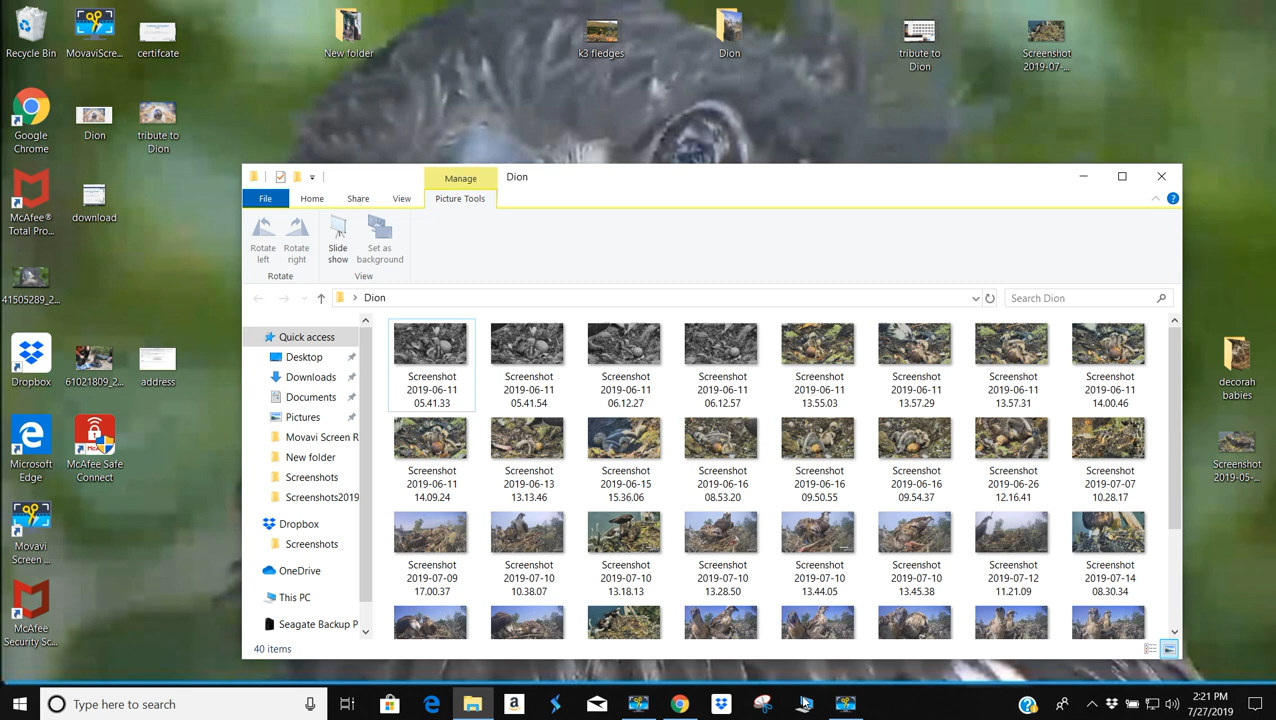 Recycle Bin
MovaviScre...
certifcate
New folder
k3 fledges
Dion
tribute to
Dion
Screenshot
2019-07-...
Google
Chrome
Dion
tribute to
Dion
McAfee®
Total Pro...
download
41505289_2...
Dropbox
61021809_2...
address
Microsoft
Edge
McAfee Safe
Connect
Movavi
Screen ...
McAfee
Security Sc...
decorah
babies
Screenshot
2019-05-...
Manage
Dion
File
Home
Share
View
Picture Tools
Rotate
left
Rotate
right
Slide
show
Set as
background
Rotate
View
Dion
Search Dion
Quick access
Desktop
Downloads
Documents
Pictures
Movavi Screen R
New folder
Screenshots
Screenshots2019
Dropbox
Screenshots
OneDrive
This PC
Seagate Backup P
Screenshot
2019-06-11
05.41.33
Screenshot
2019-06-11
05.41.54
Screenshot
2019-06-11
06.12.27
Screenshot
2019-06-11
06.12.57
Screenshot
2019-06-11
13.55.03
Screenshot
2019-06-11
13.57.29
Screenshot
2019-06-11
13.57.31
Screenshot
2019-06-11
14.00.46
Screenshot
2019-06-11
14.09.24
Screenshot
2019-06-13
13.13.46
Screenshot
2019-06-15
15.36.06
Screenshot
2019-06-16
08.53.20
Screenshot
2019-06-16
09.50.55
Screenshot
2019-06-16
09.54.37
Screenshot
2019-06-26
12.16.41
Screenshot
2019-07-07
10.28.17
Screenshot
2019-07-09
17.00.37
Screenshot
2019-07-10
10.38.07
Screenshot
2019-07-10
13.18.13
Screenshot
2019-07-10
13.28.50
Screenshot
2019-07-10
13.44.05
Screenshot
2019-07-10
13.45.38
Screenshot
2019-07-12
11.21.09
Screenshot
2019-07-14
08.30.34
40 items
Type here to search
2:21 PM
7/27/2019